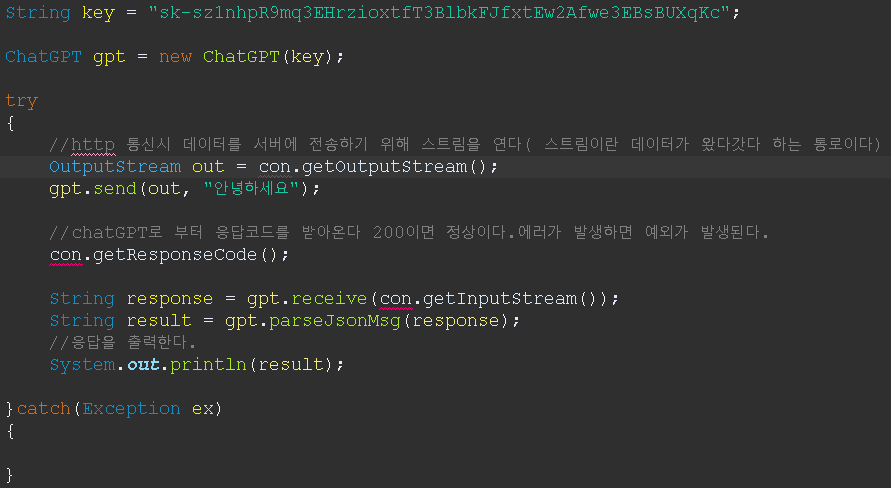 String key = "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";
ChatGPT gpt = new ChatGPT(key);
try
{
//http 통신시 데이터를 서버에 전송하기 위해 스트림을 연다( 스트림이란 데이터가 왔다갓다 하는 통로이다)
OutputStream out = con.getOutputStream();
gpt.send(out, "안녕하세요");
//chatGPT로 부터 응답코드를 받아온다 200이면 정상이다.에러가 발생하면 예외가 발생된다.
con.getResponseCode();
String response = gpt.receive(con.getInputStream());
String result = gpt.parseJsonMsg(response);
//응답을 출력한다.
System.out.println(result);
}catch(Exception ex)
{
}